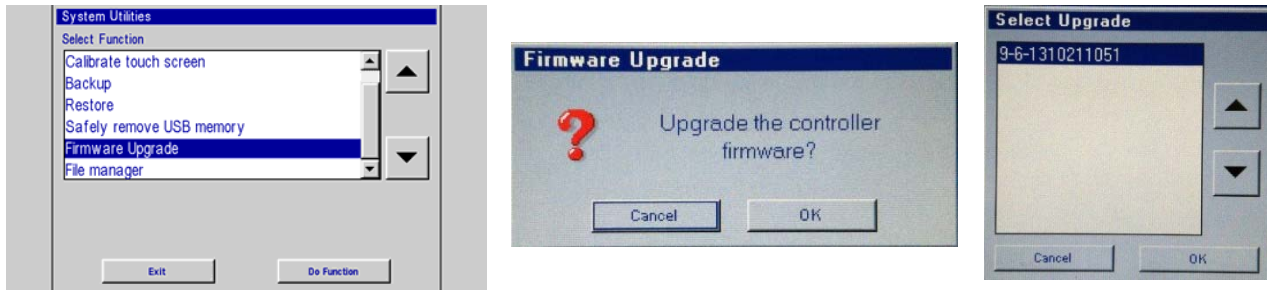 System Utilities
Select Function
Calibrate touch screen
Backup
Restore
Safely remove USB memory
Firmware Upgrade
File manager
Exit
Do Function
Firmware Upgrade
?
Upgrade the controller
firmware?
Cancel
OK
Select Upgrade
9-6-1310211051
Cancel
OK